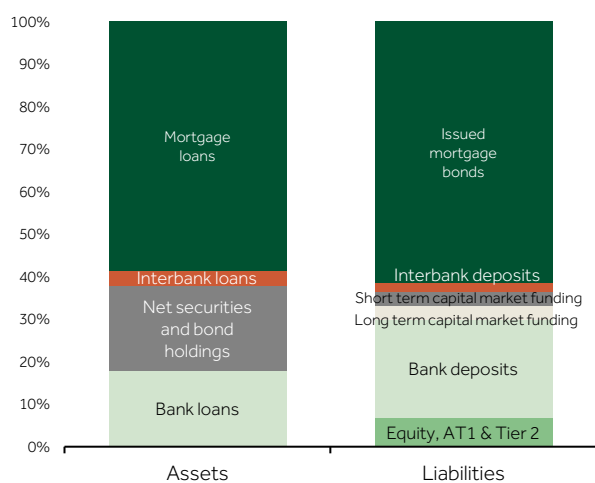 100%
90%
80%
70%
60%
50%
40%
30%
20%
10%
0%
Mortgage
loans
Interbank loans
Net securities
and bond
holdings
Bank loans
Issued
mortgage
bonds
Interbank deposits
Short term capital market funding
Long term capital market funding
Bank deposits
Equity, AT1 & Tier 2
Assets
Liabilities